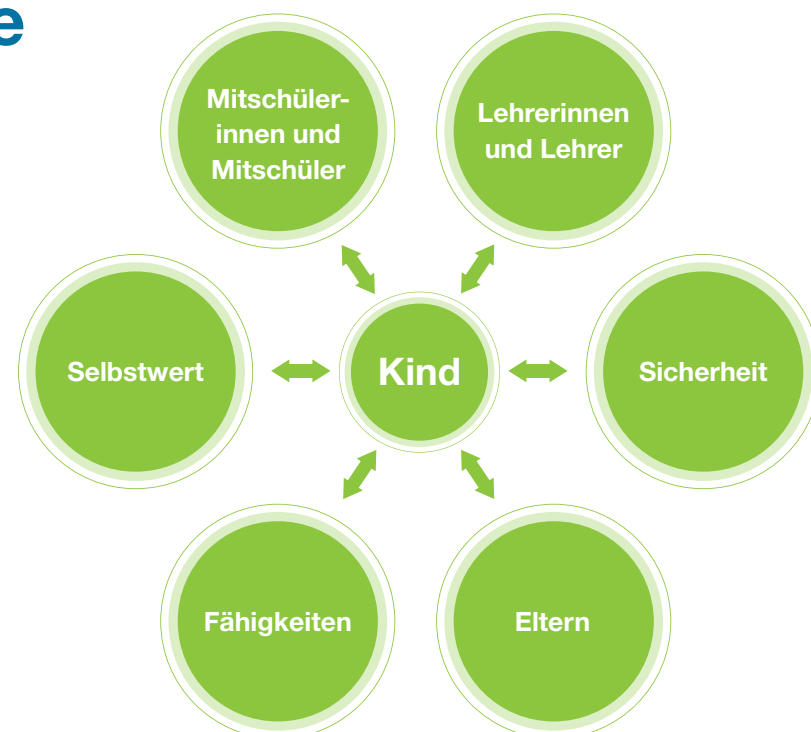 e
Mitschüler-
innen und
Mitschüler
Lehrerinnen
und Lehrer
Selbstwert
Kind
Sicherheit
Fähigkeiten
Eltern